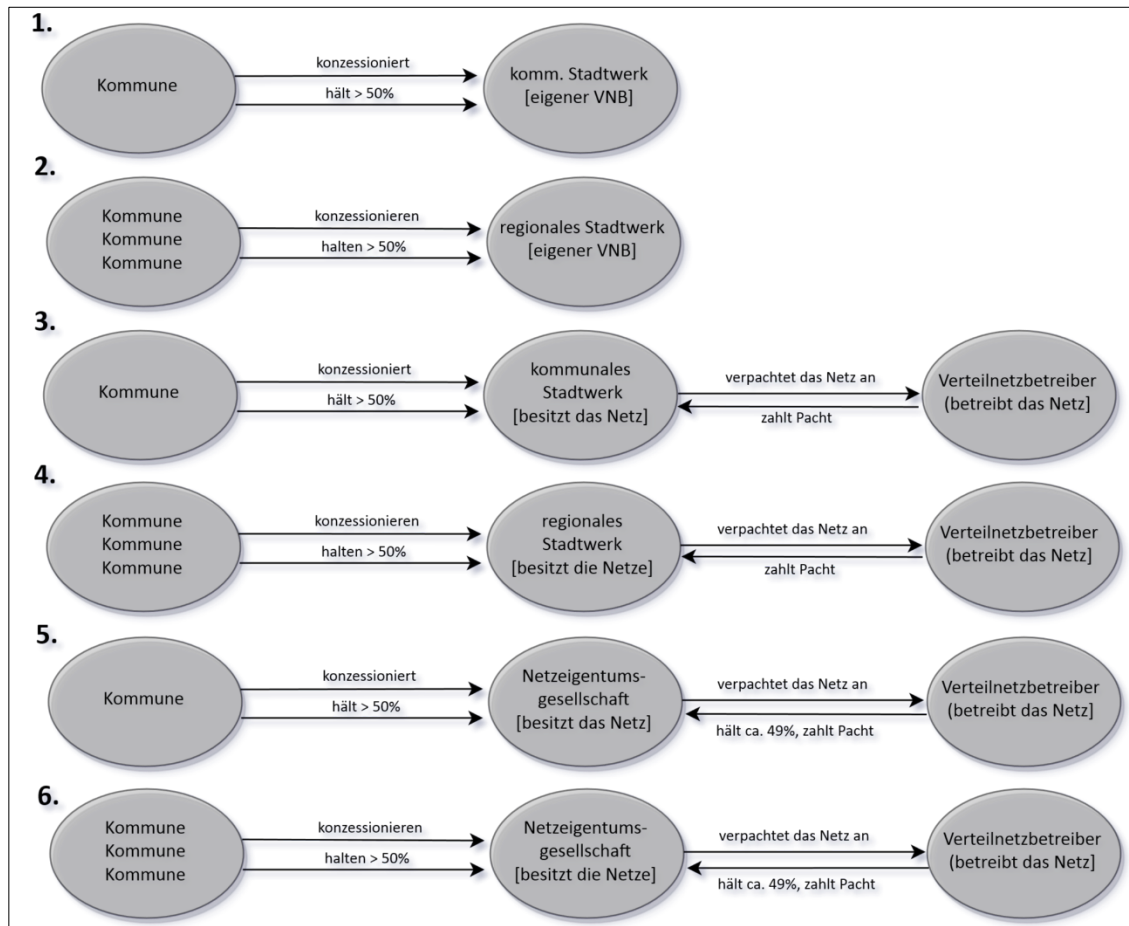 1.
Kommune
konzessioniert
hält > 50%
komm. Stadtwerk
[eigener VNB]
2.
Kommune
Kommune
Kommune
konzessionieren
halten > 50%
regionales Stadtwerk
[eigener VNB]
3.
Kommune
konzessioniert
hält > 50%
kommunales
Stadtwerk
[besitzt das Netz]
verpachtet das Netz an
zahlt Pacht
Verteilnetzbetreiber
(betreibt das Netz]
4.
Kommune
Kommune
Kommune
konzessionieren
halten > 50%
regionales
Stadtwerk
[besitzt die Netze]
verpachtet das Netz an
zahlt Pacht
Verteilnetzbetreiber
(betreibt das Netz]
5.
Kommune
konzessioniert
hält > 50%
Netzeigentums-
gesellschaft
[besitzt das Netz]
verpachtet das Netz an
hält ca. 49%, zahlt Pacht
Verteilnetzbetreiber
(betreibt das Netz]
6.
Kommune
Kommune
Kommune
konzessionieren
halten > 50%
Netzeigentums-
gesellschaft
[besitzt die Netze]
verpachtet das Netz an
hält ca. 49%, zahlt Pacht
Verteilnetzbetreiber
(betreibt das Netz]